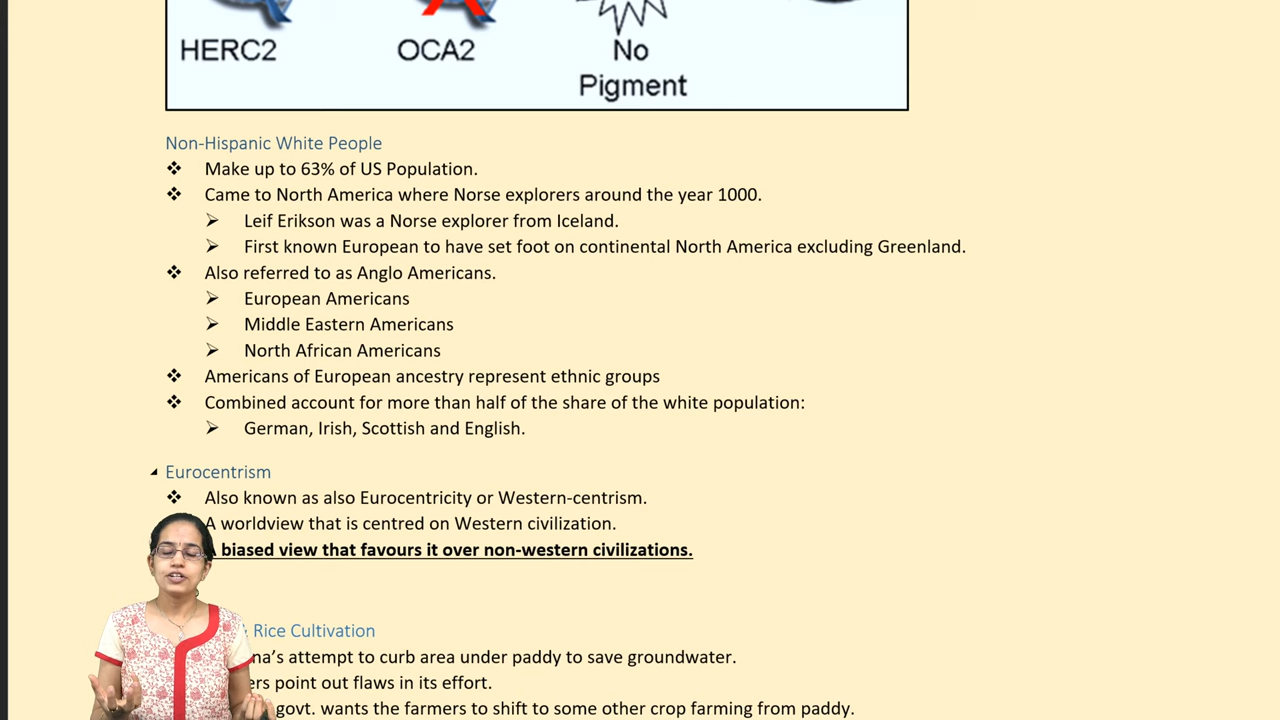 HERC2 OCA2 No
Pigment
Non-Hispanic White People
❖ Make up to 63% of US Population.
❖ Came to North America where Norse explorers around the year 1000.
➢ Leif Erikson was a Norse explorer from Iceland.
➢ First known European to have set foot on continental North America excluding Greenland.
❖ Also referred to as Anglo Americans.
➢ European Americans
➢ Middle Eastern Americans
➢ North African Americans
❖ Americans of European ancestry represent ethnic groups
❖ Combined account for more than half of the share of the white population:
➢ German, Irish, Scottish and English.
Eurocentrism
❖ Also known as also Eurocentricity or Western-centrism.
A worldview that is centred on Western civilization.
biased view that favours it over non-western civilizations.
Rice Cultivation
attempt to curb area under paddy to save groundwater.
point out flaws in its effort.
govt. wants the farmers to shift to some other crop farming from paddy.